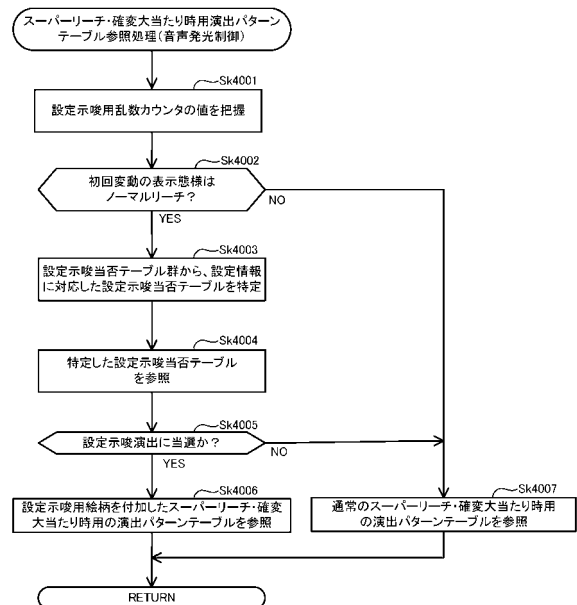 スーパーリーチ・確変大当たり時用演出パターン
テーブル参照処理(音声発光制御)
Sk4001
設定示唆用乱数カウンタの値を把握
Sk4002
初回変動の表示態様は
ノーマルリーチ?
NO
YES
Sk4003
設定示唆当否テーブル群から、設定情報
に対応した設定示唆当否テーブルを特定
Sk4004
特定した設定示唆当否テーブル
を参照
Sk4005
設定示唆演出に当選か?
NO
YES
Sk4006
設定示唆用絵柄を付加したスーパーリーチ・確変
大当たり時用の演出パターンテーブルを参照
Sk4007
通常のスーパーリーチ・確変大当たり時用
の演出パターンテーブルを参照
RETURN